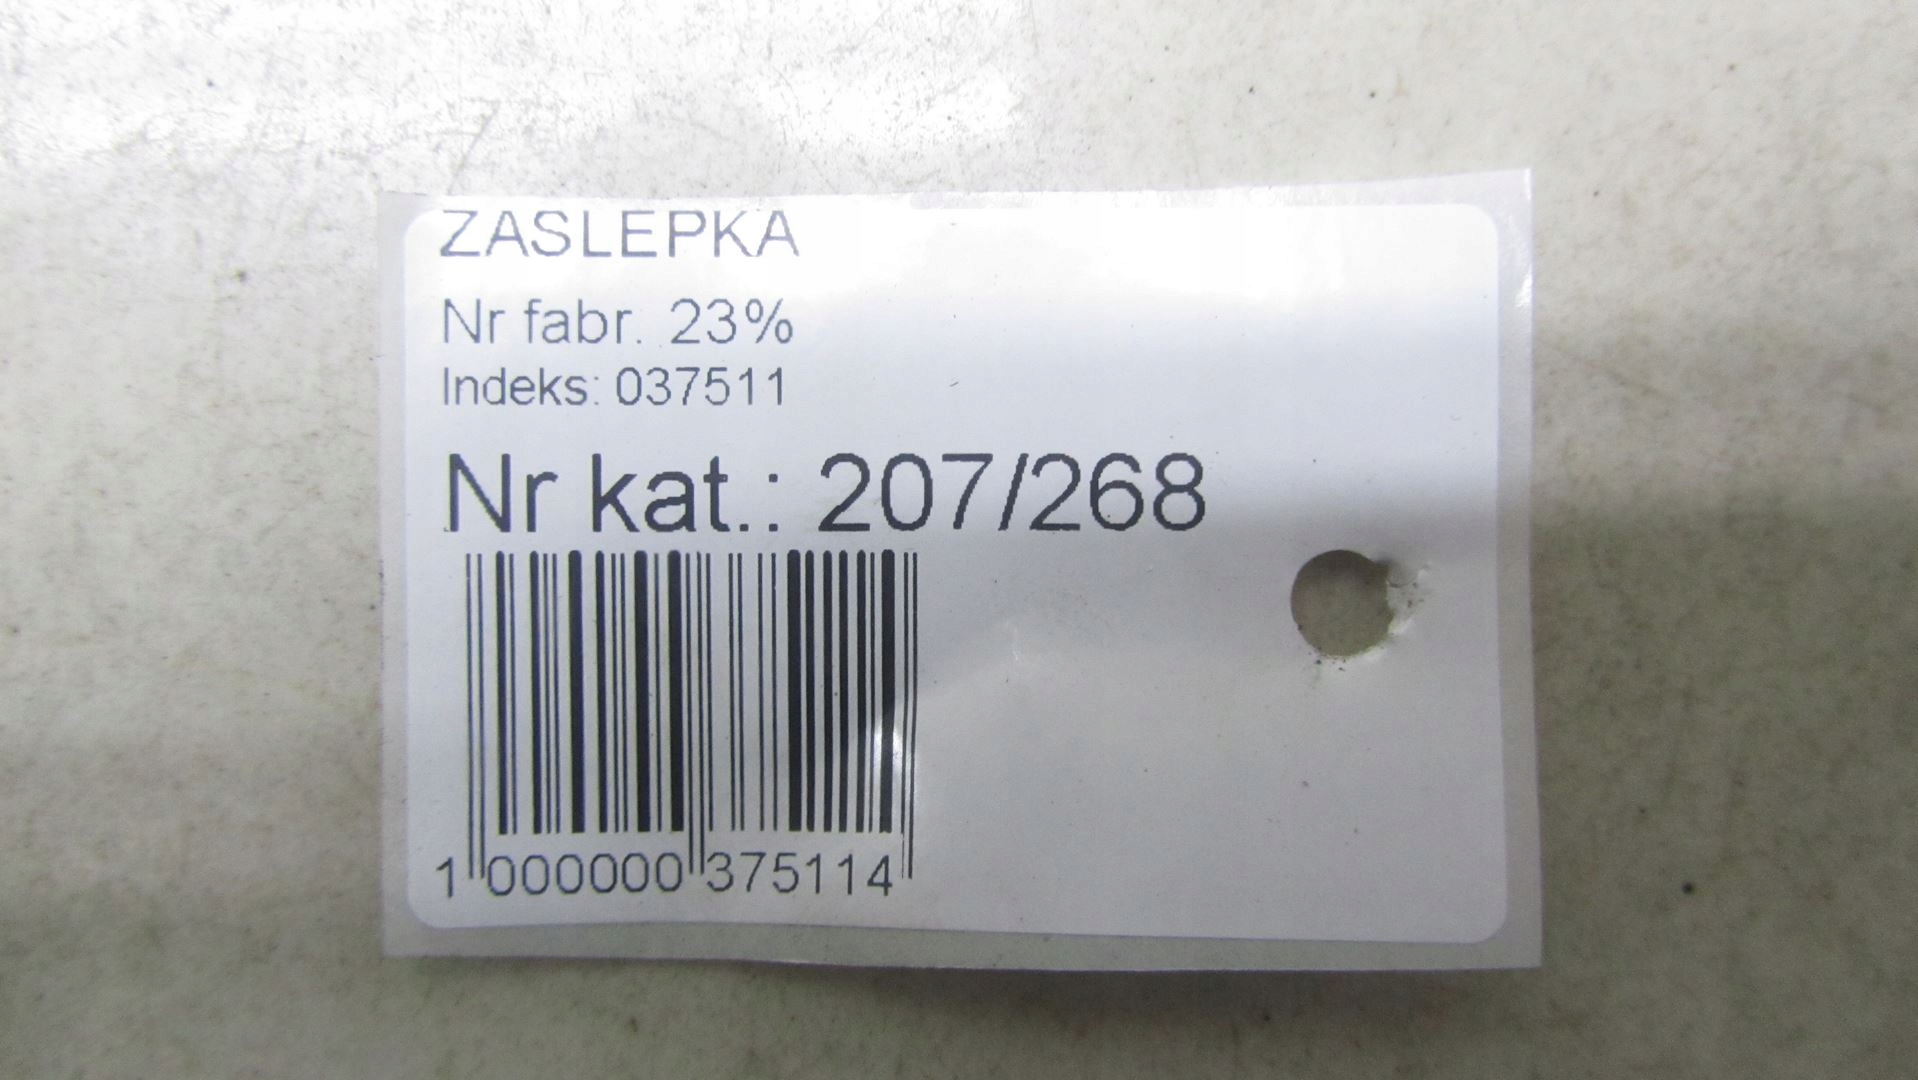 ZASLEPKA
Nr fabr. 23%
Indeks: 037511
Nr kat.: 207/268
1 000000 375114